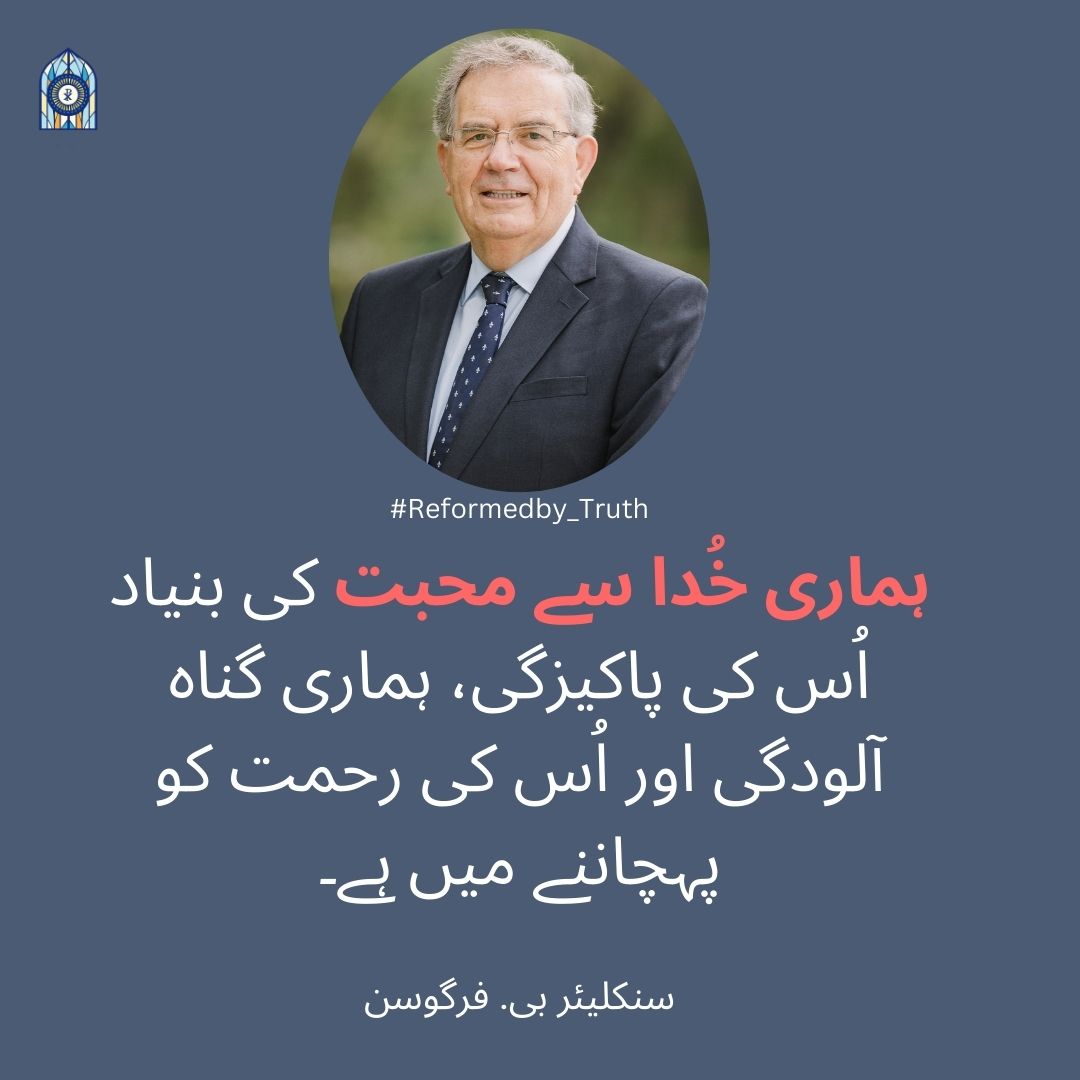 #Reformedby_Truth
ہماری خُدا سے محبت کی بنیاد
اُس کی پاکیزگی، ہماری گناہ
آلودگی اور اُس کی رحمت کو
پہچاننے میں ہے۔
سنکلیئر بی. فرگوسن